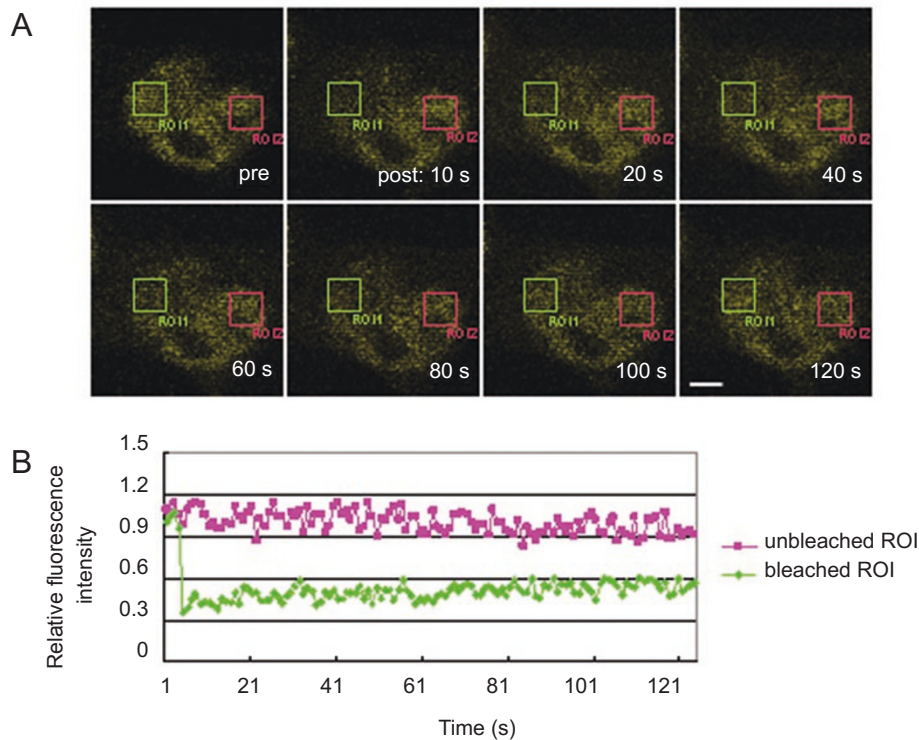 A
ROI1
ROI2
pre
ROI1
ROI2
post: 10 s
ROI1
ROI2
20 s
ROI1
ROI2
40 s
ROI1
ROI2
60 s
ROI1
ROI2
80 s
ROI1
ROI2
100 s
ROI1
ROI2
120 s
B
Relative fluorescence
intensity
1.5
1.2
0.9
0.6
0.3
0
1 21 41 61 81 101 121
Time (s)
unbleached ROI
bleached ROI